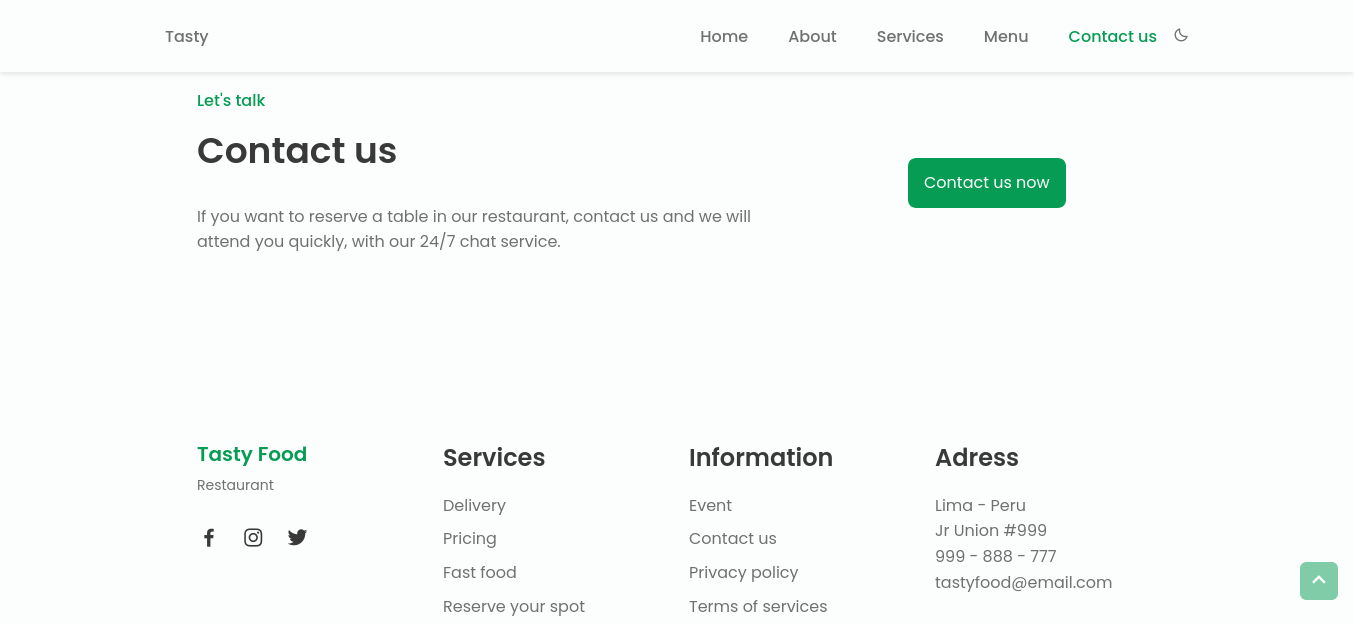 Tasty
Home
About
Services
Menu
Contact us
Let's talk
Contact us
If you want to reserve a table in our restaurant, contact us and we will
attend you quickly, with our 24/7 chat service.
Contact us now
Tasty Food
Restaurant
Services
Delivery
Pricing
Fast food
Reserve your spot
Information
Event
Contact us
Privacy policy
Terms of services
Adress
Lima - Peru
Jr Union #999
999 - 888 - 777
tastyfood@email.com